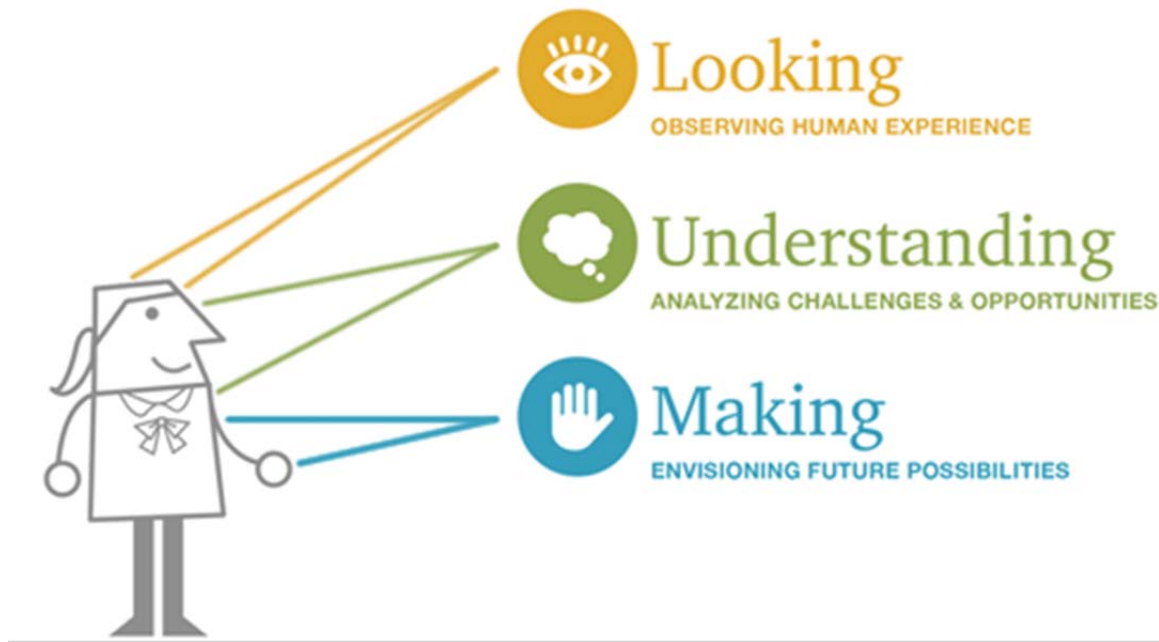 Looking
OBSERVING HUMAN EXPERIENCE
Understanding
ANALYZING CHALLENGES & OPPORTUNITIES
Making
ENVISIONING FUTURE POSSIBILITIES